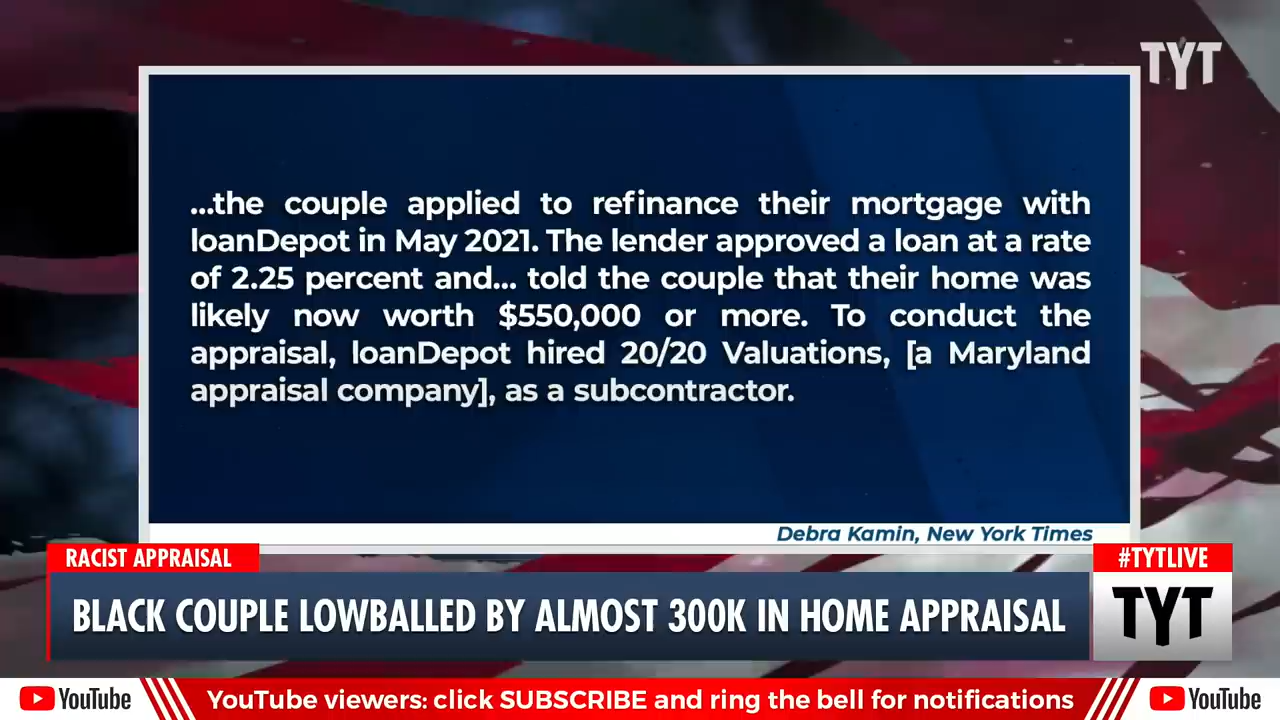 TYT
...the couple applied to refinance their mortgage with
loanDepot in May 2021. The lender approved a loan at a rate
of 2.25 percent and... told the couple that their home was
likely now worth $550,000 or more. To conduct the
appraisal, loanDepot hired 20/20 Valuations, [a Maryland
appraisal company], as a subcontractor.
Debra Kamin, New York Times
RACIST APPRAISAL
#TYTLIVE
BLACK COUPLE LOWBALLED BY ALMOST 300K IN HOME APPRAISAL
TYT
YouTube
YouTube viewers: click SUBSCRIBE and ring the bell for notifications
YouTube